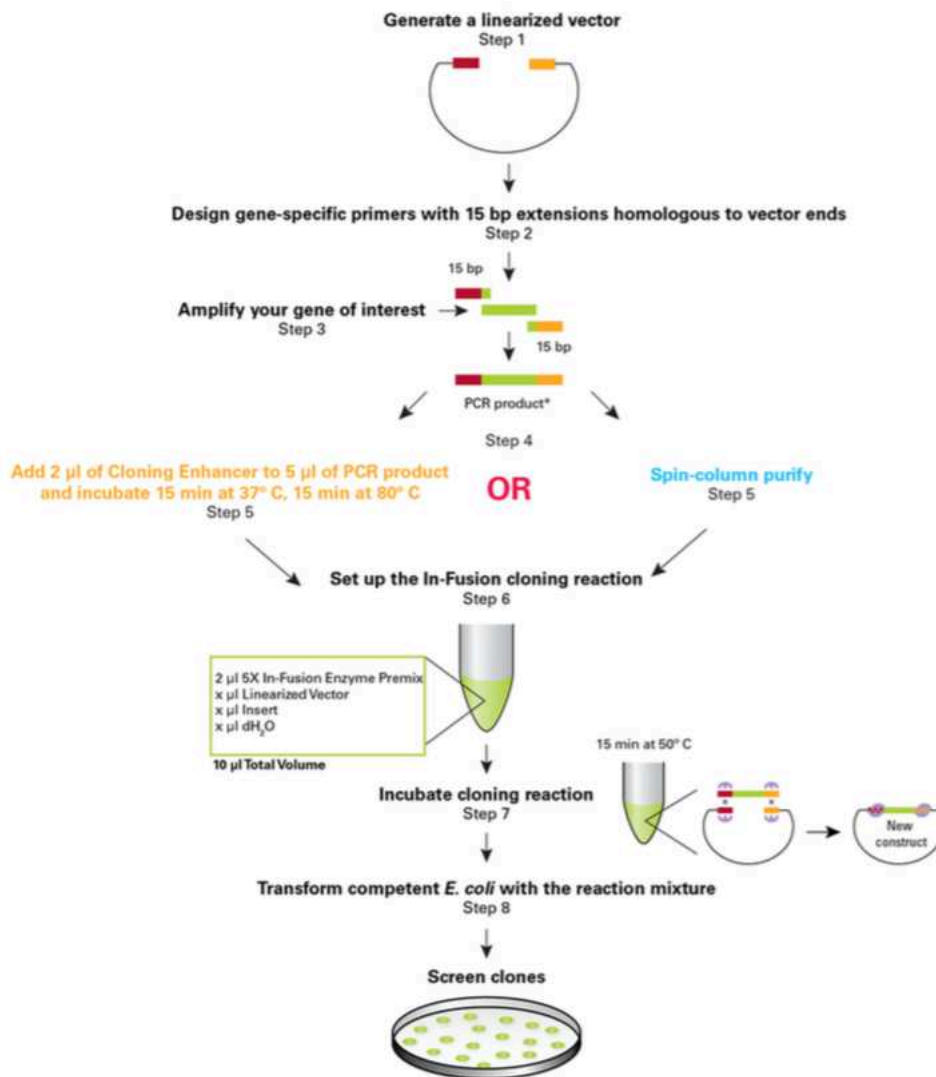 Generate a linearized vector
Step 1
Design gene-specific primers with 15 bp extensions homologous to vector ends
Step 2
15 bp
Amplify your gene of interest
Step 3
15 bp
PCR product*
Step 4
Add 2 µl of Cloning Enhancer to 5 µl of PCR product
and incubate 15 min at 37° C, 15 min at 80° C
Step 5
OR
Spin-column purify
Step 5
Set up the In-Fusion cloning reaction
Step 6
2 µl 5X In-Fusion Enzyme Premix
x µl Linearized Vector
x µl Insert
x µl dH₂O
10 µl Total Volume
15 min at 50° C
Incubate cloning reaction
Step 7
New
construct
Transform competent E. coli with the reaction mixture
Step 8
Screen clones